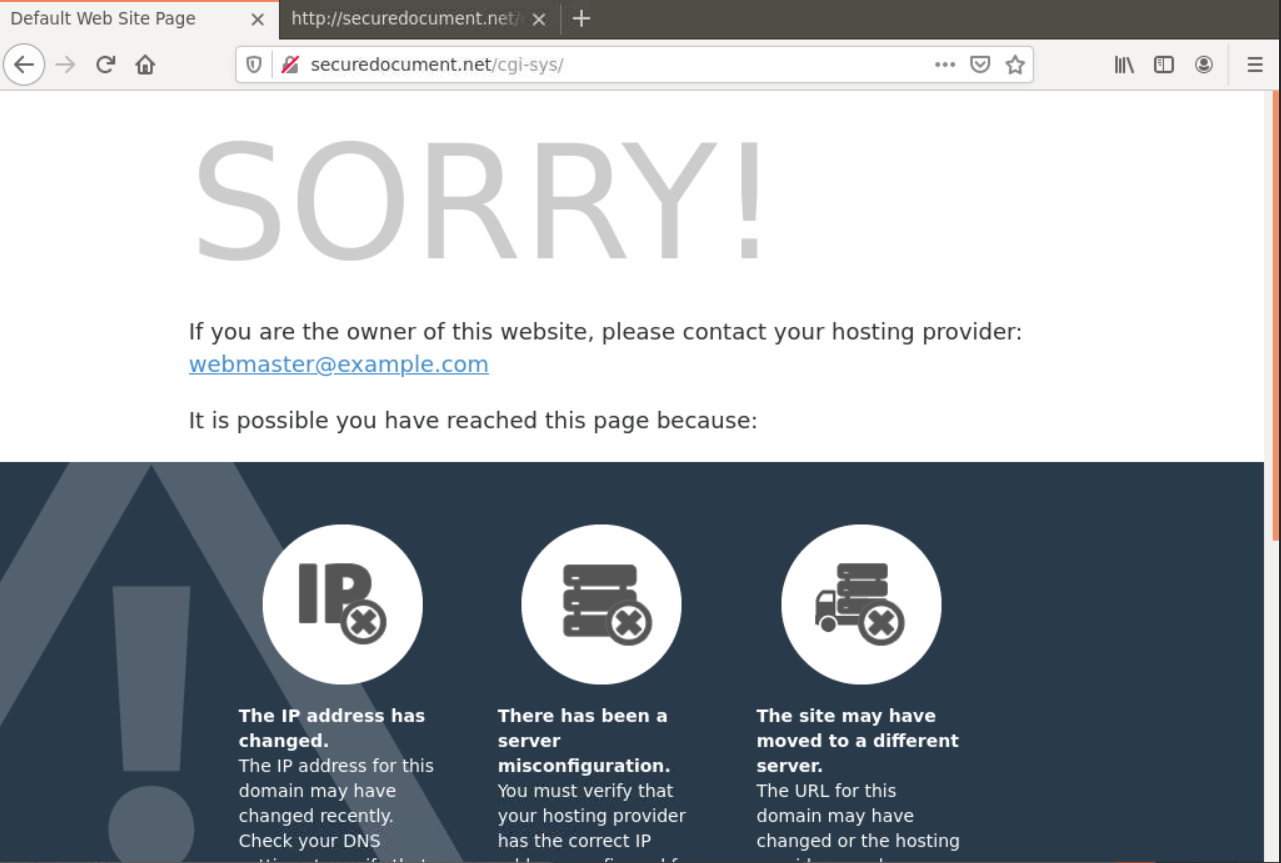 Default Web Site Page
http://securedocument.net/
securedocument.net/cgi-sys/
SORRY!
If you are the owner of this website, please contact your hosting provider:
webmaster@example.com
It is possible you have reached this page because:
IP
The IP address has
changed.
The IP address for this
domain may have
changed recently.
Check your DNS
There has been a
server
misconfiguration.
You must verify that
your hosting provider
has the correct IP
The site may have
moved to a different
server.
The URL for this
domain may have
changed or the hosting